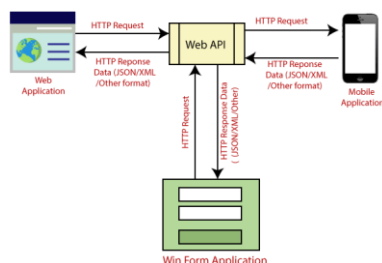 HTTP Request
HTTP Reponse
Data (JSON/XML
/Other format)
Web
Application
Web API
HTTP Request
HTTP Reponse
Data (JSON/XML
/Other format)
Mobile
Application
HTTP Request
HTTP Response Data
( (JSON/XML/Other)
Win Form Application